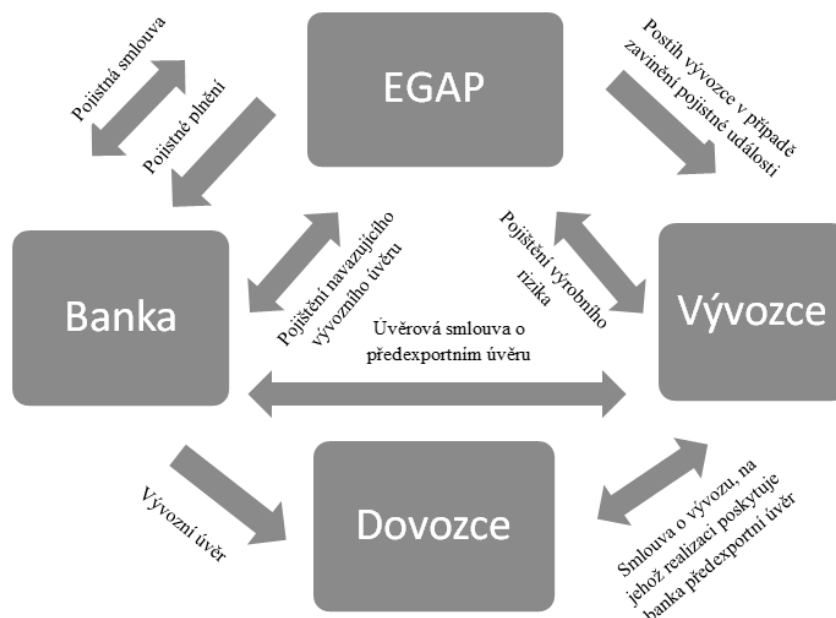 Pojistná smlouva
Pojistné plnění
EGAP
Postih vývozce v případě
zavinění pojistné události
Banka
Pojištění navazujícího
vývozního úvěru
Pojištění výrobního
rizika
Vývozce
Úvěrová smlouva o
předexportním úvěru
Vývozní úvěr
Dovozce
Smlouva o vývozu, na
jehož realizaci poskytuje
banka předexportní úvěr